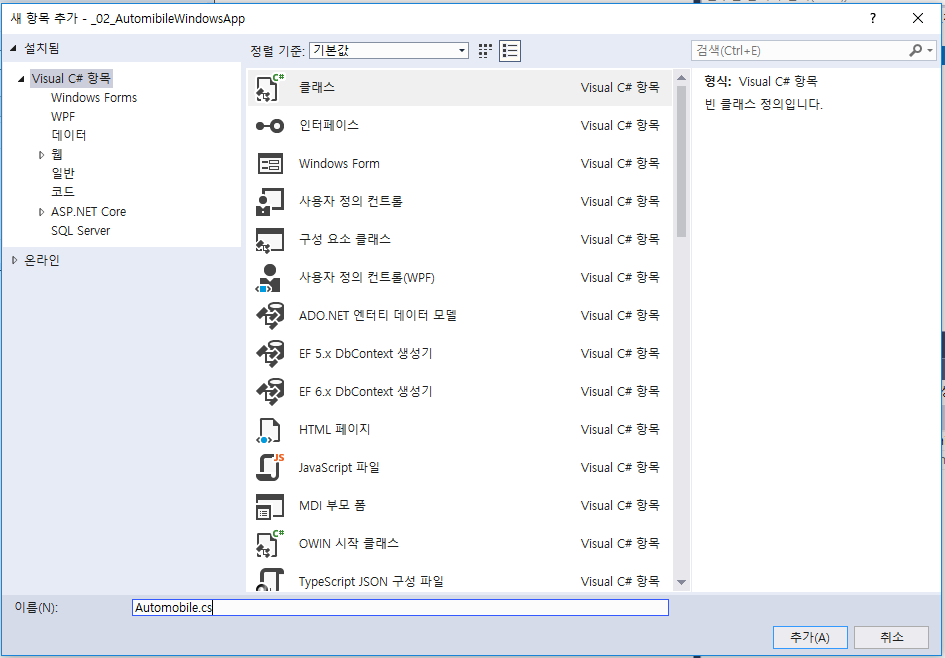 새 항목 추가 - _02_AutomibileWindowsApp
설치됨
정렬 기준: 기본값
검색(Ctrl+E)
Visual C# 항목
Windows Forms
WPF
데이터
웹
일반
코드
ASP.NET Core
SQL Server
온라인
클래스 Visual C# 항목
인터페이스 Visual C# 항목
Windows Form Visual C# 항목
사용자 정의 컨트롤 Visual C# 항목
구성 요소 클래스 Visual C# 항목
사용자 정의 컨트롤(WPF) Visual C# 항목
ADO.NET 엔터티 데이터 모델 Visual C# 항목
EF 5.x DbContext 생성기 Visual C# 항목
EF 6.x DbContext 생성기 Visual C# 항목
HTML 페이지 Visual C# 항목
JavaScript 파일 Visual C# 항목
MDI 부모 폼 Visual C# 항목
OWIN 시작 클래스 Visual C# 항목
TypeScript JSON 구성 파일 Visual C# 항목
형식: Visual C# 항목
빈 클래스 정의입니다.
이름(N): Automobile.cs
추가(A) 취소